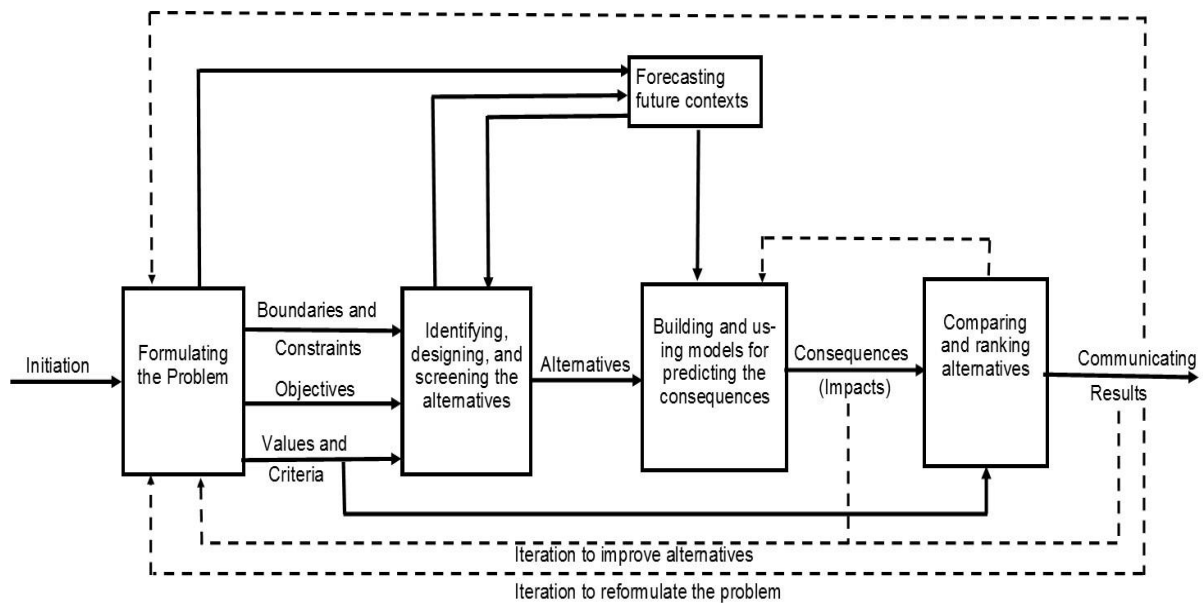 Forecasting
future contexts
Initiation
Formulating
the Problem
Boundaries and
Constraints
Objectives
Values and
Criteria
Identifying,
designing, and
screening the
alternatives
Alternatives
Building and us-
ing models for
predicting the
consequences
Consequences
(Impacts)
Comparing
and ranking
alternatives
Communicating
Results
Iteration to improve alternatives
Iteration to reformulate the problem